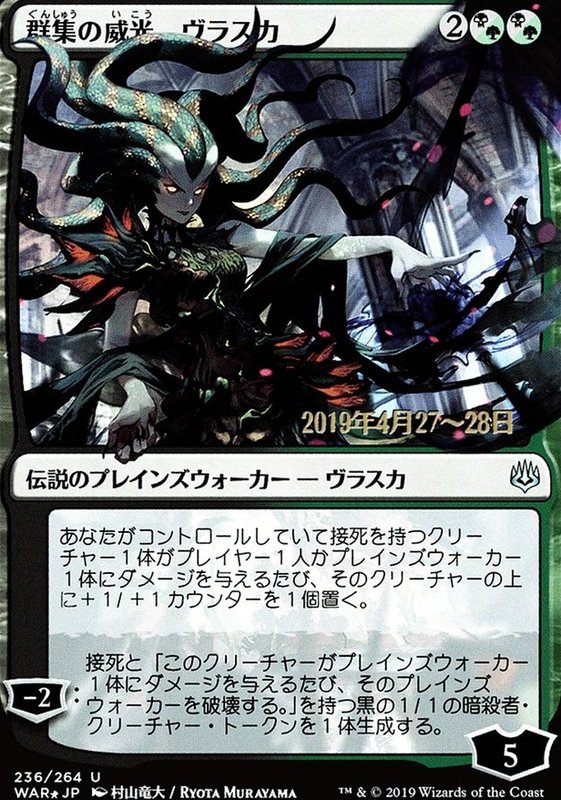 ぐんしゅう いこう
群集の威光 ヴラスカ 2
2019年4月27~28日
伝説のプレインズウォーカー — ヴラスカ
あなたがコントロールしていて接死を持つクリー
チャー1体がプレイヤー1人かプレインズウォーカー
1体にダメージを与えるたび、そのクリーチャーの上
に+1/+1カウンターを1個置く。
接死と「このクリーチャーがプレインズウォーカー
-2:
1体にダメージを与えるたび、そのプレインズ
ウォーカーを破壊する。」を持つ黒の1/1の暗殺者・
クリーチャー・トークンを1体生成する。
5
236/264 U
WAR★JP 村山竜大 / RYOTA MURAYAMA
™ & © 2019 Wizards of the Coast